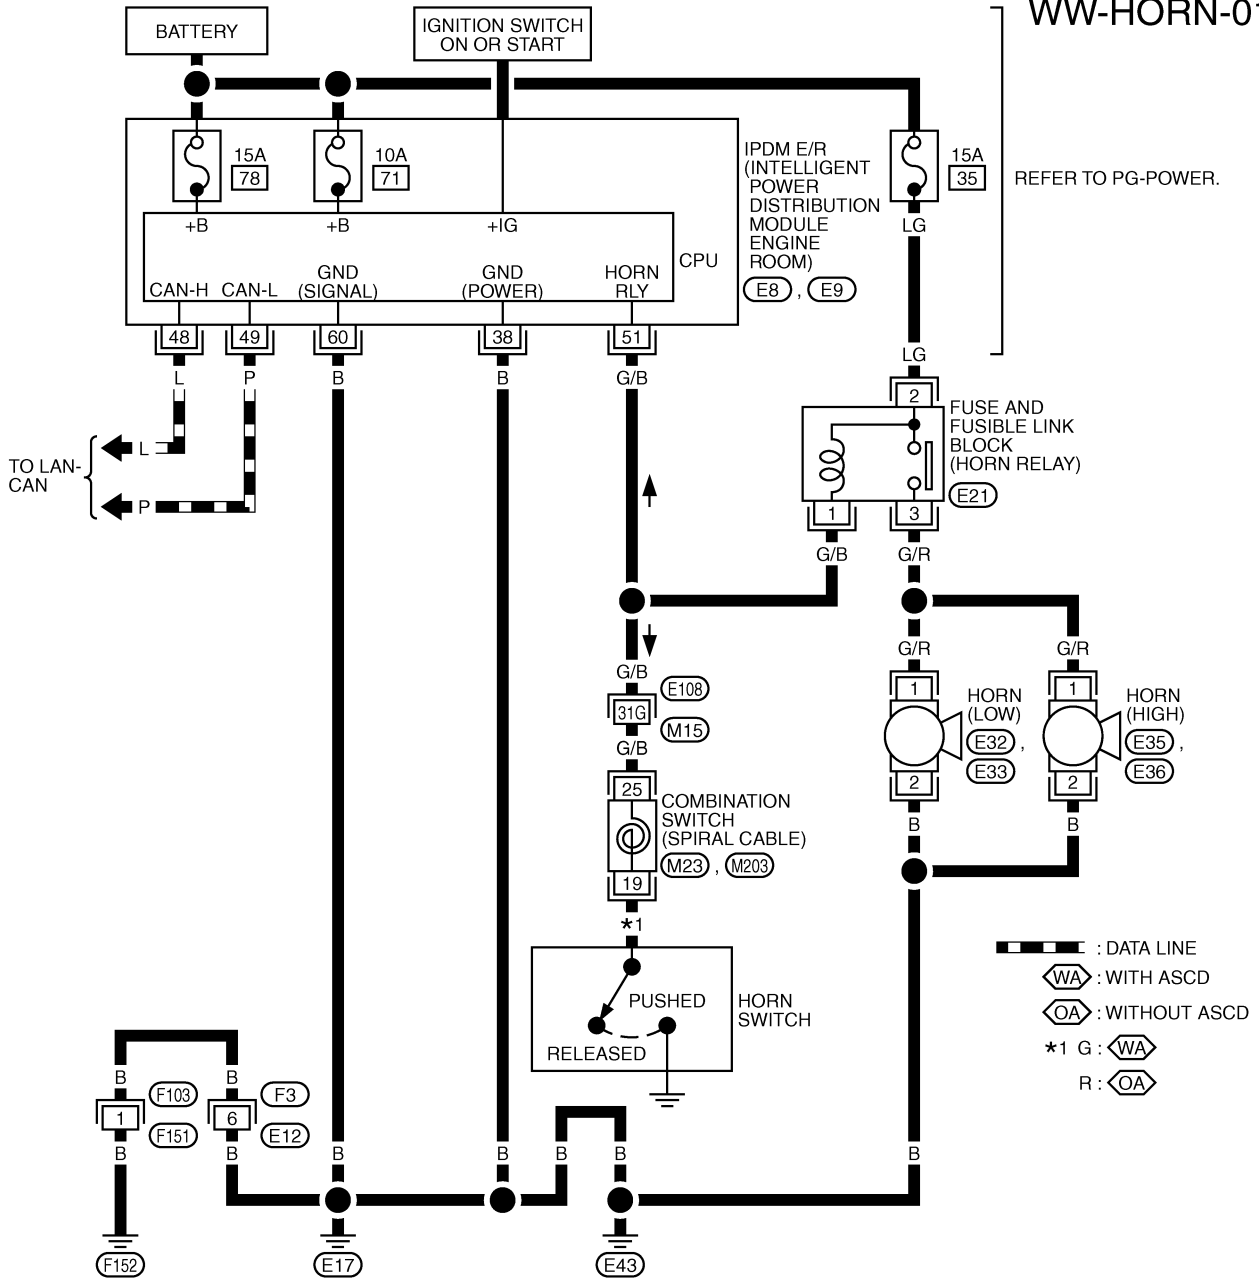 WW-HORN-01
BATTERY
IGNITION SWITCH
ON OR START
15A
78
10A
71
15A
35
IPDM E/R
(INTELLIGENT
POWER
DISTRIBUTION
MODULE
ENGINE
ROOM)
E8 , E9
REFER TO PG-POWER.
LG
+B
+B
+IG
CPU
CAN-H
CAN-L
GND
(SIGNAL)
GND
(POWER)
HORN
RLY
48
49
60
38
51
LG
L
P
B
B
G/B
2
FUSE AND
FUSIBLE LINK
BLOCK
(HORN RELAY)
E21
TO LAN-
CAN
L
P
1
3
G/B
G/R
G/R
G/R
G/B
E108
31G
M15
G/B
1
HORN
(LOW)
E32 ,
E33
2
1
HORN
(HIGH)
E35 ,
E36
2
25
COMBINATION
SWITCH
(SPIRAL CABLE)
M23 , M203
19
B
B
*1
PUSHED
RELEASED
HORN
SWITCH
: DATA LINE
WA : WITH ASCD
OA : WITHOUT ASCD
*1 G : WA
R : OA
B
B
F103
1
F151
F3
6
E12
B
B
B
B
B
B
B
F152
E17
E43